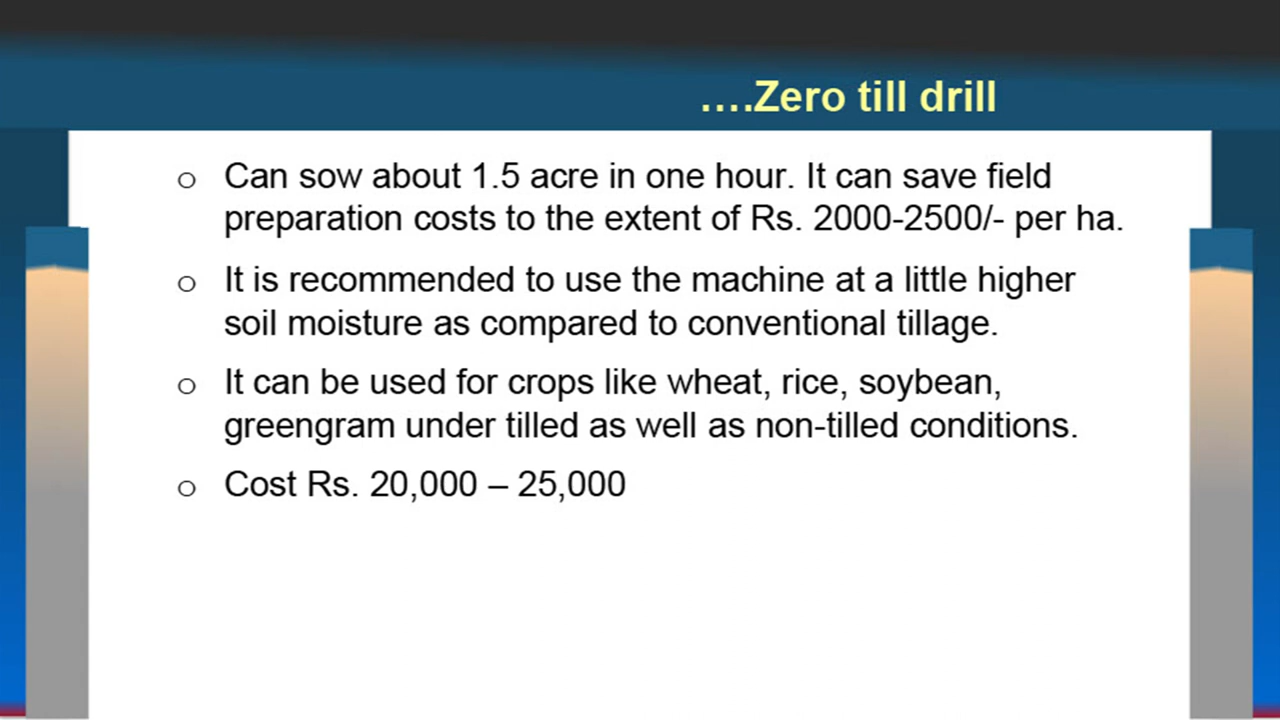 ....Zero till drill
o Can sow about 1.5 acre in one hour. It can save field
preparation costs to the extent of Rs. 2000-2500/- per ha.
o It is recommended to use the machine at a little higher
soil moisture as compared to conventional tillage.
o It can be used for crops like wheat, rice, soybean,
greengram under tilled as well as non-tilled conditions.
o Cost Rs. 20,000 – 25,000